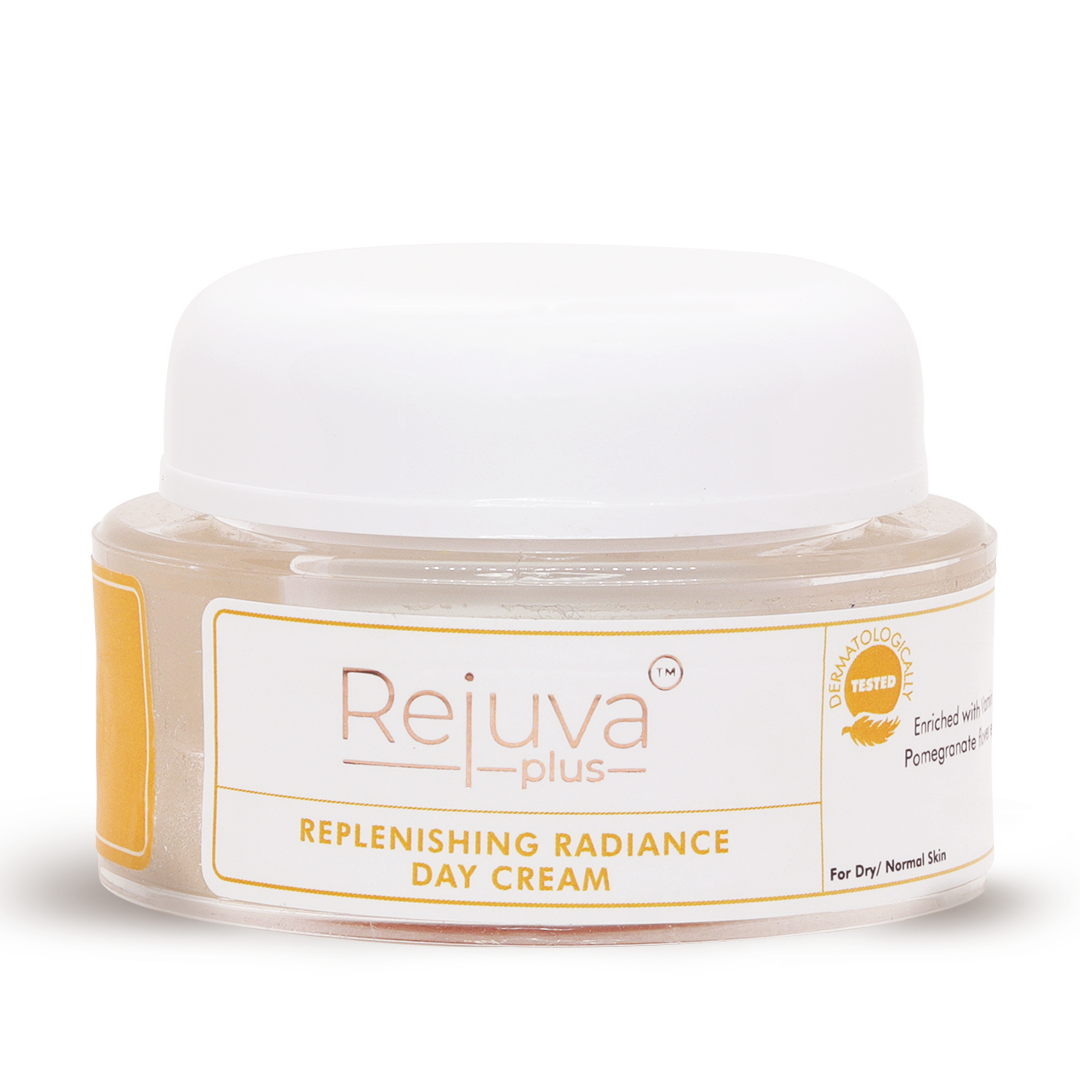 Rejuva™
plus
REPLENISHING RADIANCE
DAY CREAM
DERMATOLOGICALLY
TESTED
Enriched with
Pomegranate
For Dry/ Normal Skin